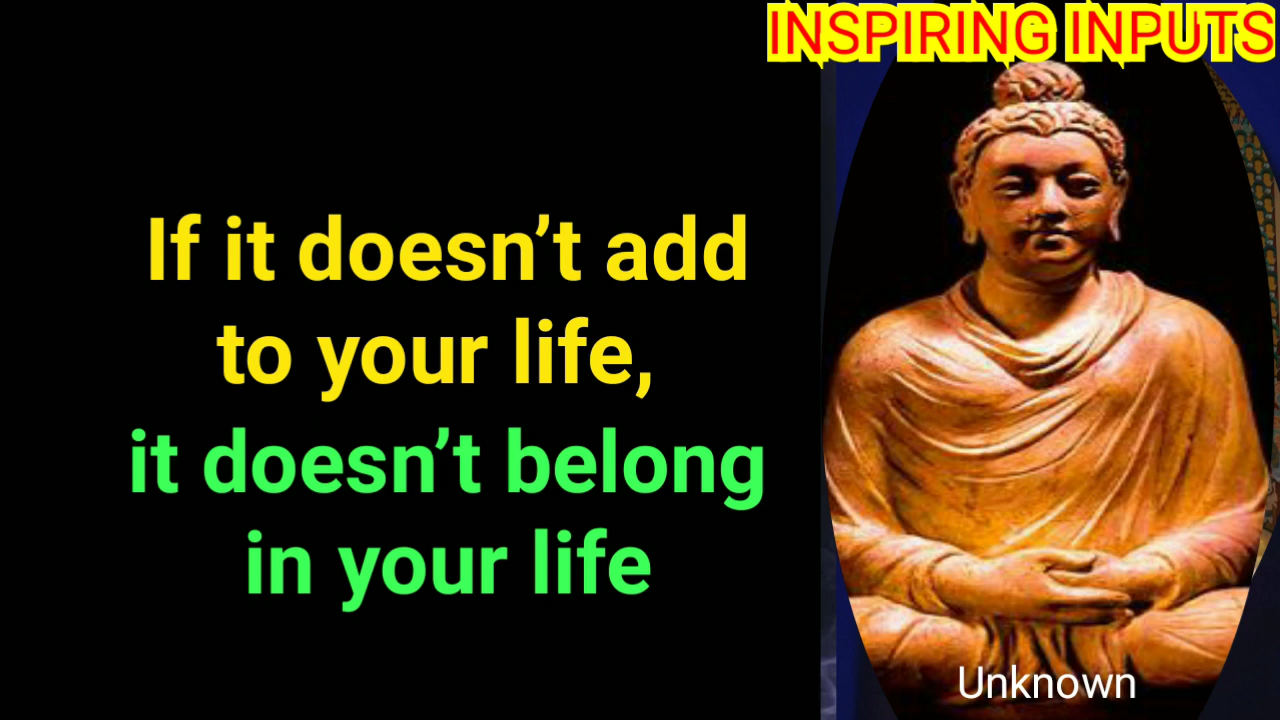 INSPIRING INPUTS
If it doesn’t add
to your life,
it doesn’t belong
in your life
Unknown